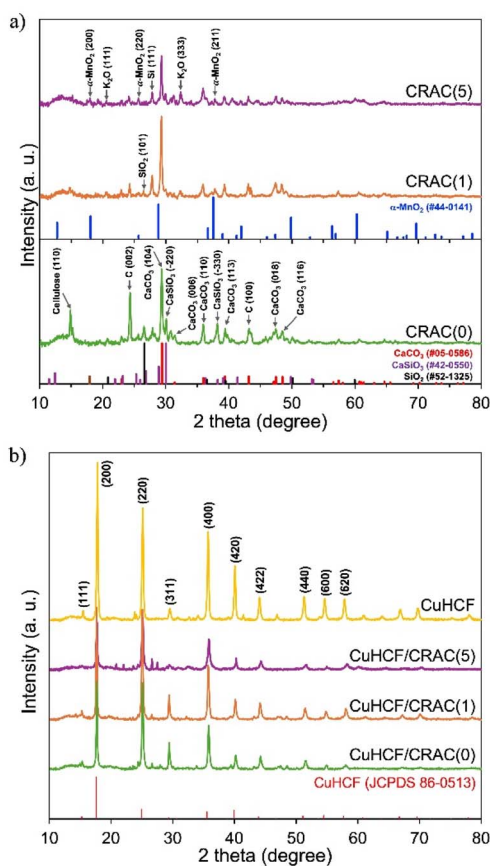 a)
α-MnO₂ (200)
K₂O (111)
α-MnO₂ (220)
Si (111)
K₂O (333)
α-MnO₂ (211)
CRAC(5)
SiO₂ (101)
CRAC(1)
α-MnO₂ (#44-0141)
Cellulose (110)
C (002)
CaCO₃ (104)
CaSiO₃ (-220)
CaCO₃ (006)
CaCO₃ (110)
CaSiO₃ (-330)
CaCO₃ (113)
C (100)
CaCO₃ (018)
CaCO₃ (116)
CRAC(0)
CaCO₃ (#05-0586)
CaSiO₃ (#42-0550)
SiO₂ (#52-1325)
Intensity (a. u.)
10 20 30 40 50 60 70 80
2 theta (degree)
b)
(111)
(200)
(220)
(311)
(400)
(420)
(422)
(440)
(600)
(620)
CuHCF
CuHCF/CRAC(5)
CuHCF/CRAC(1)
CuHCF/CRAC(0)
CuHCF (JCPDS 86-0513)
Intensity (a. u.)
10 20 30 40 50 60 70 80
2 theta (degree)